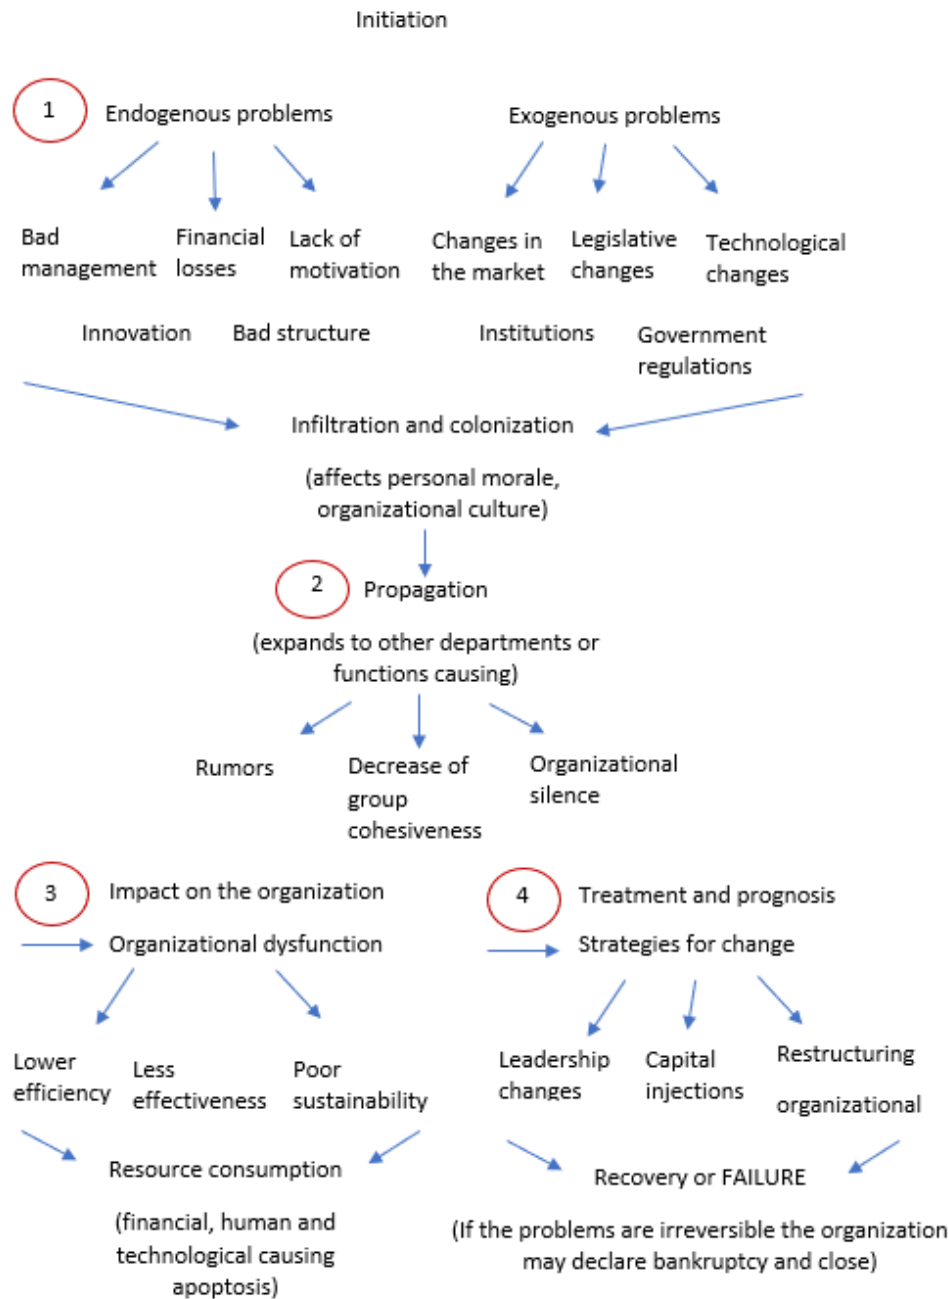 Initiation
1
Endogenous problems
Exogenous problems
Bad
management
Financial
losses
Lack of
motivation
Changes in
the market
Legislative
changes
Technological
changes
Innovation
Bad structure
Institutions
Government
regulations
Infiltration and colonization
(affects personal morale,
organizational culture)
2
Propagation
(expands to other departments or
functions causing)
Rumors
Decrease of
group
cohesiveness
Organizational
silence
3
Impact on the organization
Organizational dysfunction
Lower
efficiency
Less
effectiveness
Poor
sustainability
Resource consumption
(financial, human and
technological causing
apoptosis)
4
Treatment and prognosis
Strategies for change
Leadership
changes
Capital
injections
Restructuring
organizational
Recovery or FAILURE
(If the problems are irreversible the organization
may declare bankruptcy and close)